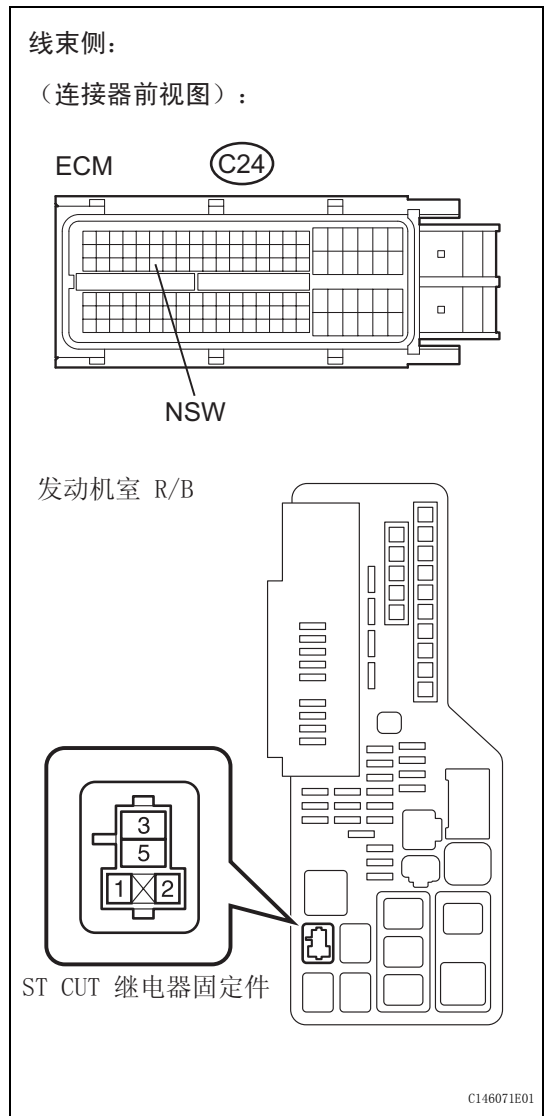 线束侧:
（连接器前视图）:
ECM C24
NSW
发动机室 R/B
3
5
1 2
ST CUT 继电器固定件
C146071E01